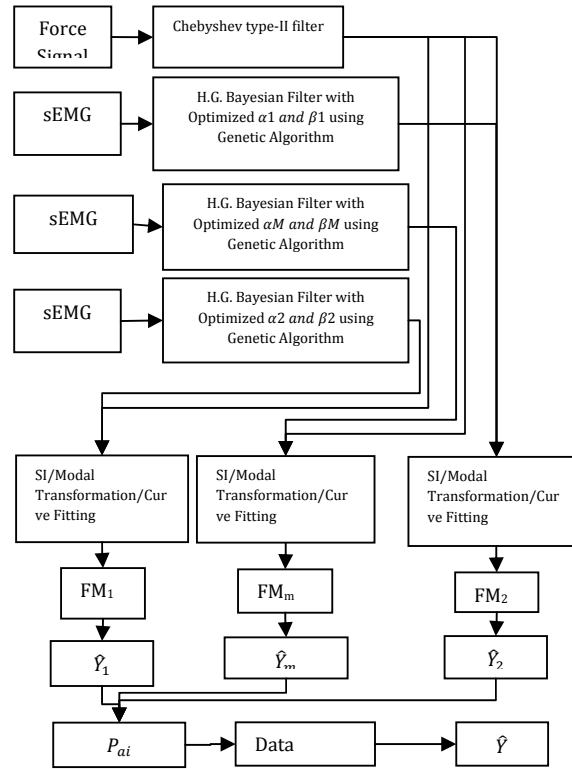 Force
Signal
Chebyshev type-II filter
sEMG
H.G. Bayesian Filter with
Optimized α1 and β1 using
Genetic Algorithm
sEMG
H.G. Bayesian Filter with
Optimized αM and βM using
Genetic Algorithm
sEMG
H.G. Bayesian Filter with
Optimized α2 and β2 using
Genetic Algorithm
SI/Modal
Transformation/Cur
ve Fitting
SI/Modal
Transformation/Cur
ve Fitting
SI/Modal
Transformation/Cur
ve Fitting
FM₁
FMₘ
FM₂
Ŷ₁
Ŷₘ
Ŷ₂
Pₐᵢ
Data
Ŷ